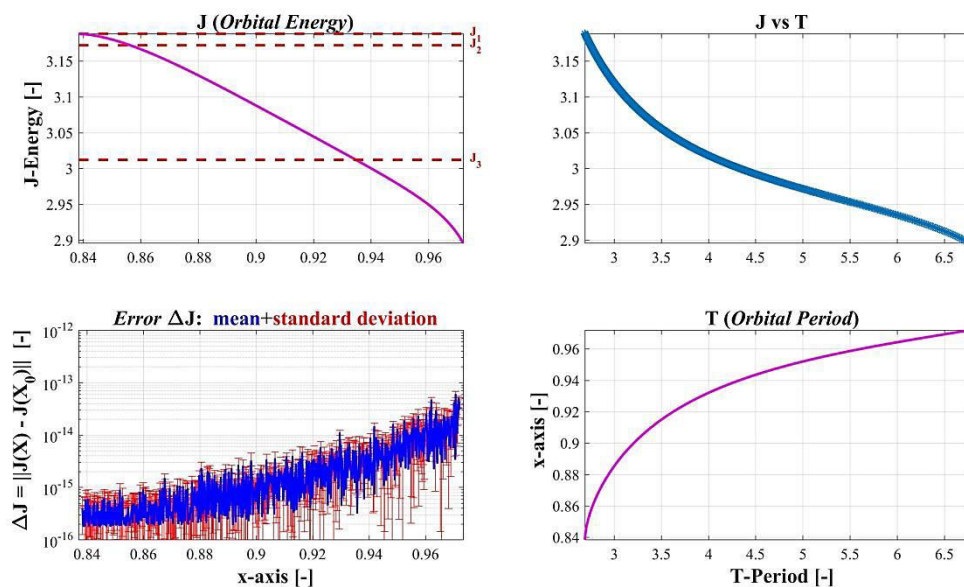 J (Orbital Energy)
J-Energy [-]
3.15
3.1
3.05
3
2.95
2.9
J₁
J₂
J₃
0.84 0.86 0.88 0.9 0.92 0.94 0.96
J vs T
3.15
3.1
3.05
3
2.95
2.9
3 3.5 4 4.5 5 5.5 6 6.5
Error ΔJ: mean+standard deviation
ΔJ = ||J(X) - J(X₀)|| [-]
10⁻¹²
10⁻¹³
10⁻¹⁴
10⁻¹⁵
10⁻¹⁶
0.84 0.86 0.88 0.9 0.92 0.94 0.96
x-axis [-]
T (Orbital Period)
x-axis [-]
0.96
0.94
0.92
0.9
0.88
0.86
0.84
3 3.5 4 4.5 5 5.5 6 6.5
T-Period [-]